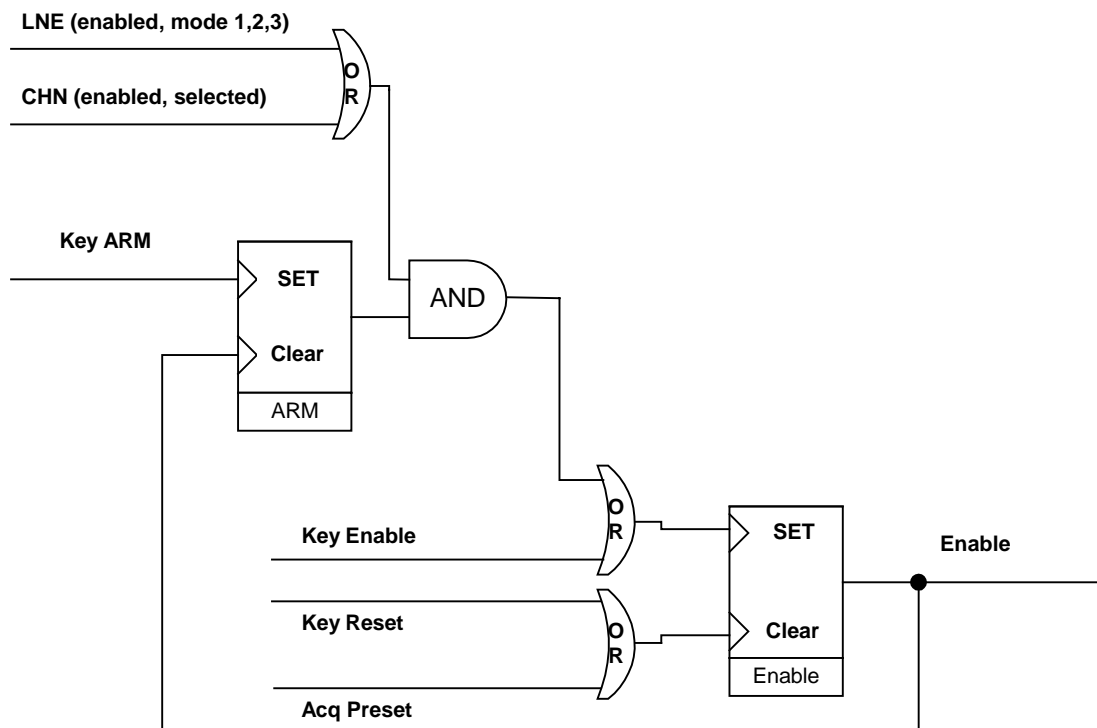 LNE (enabled, mode 1,2,3)
O
R
CHN (enabled, selected)
Key ARM
SET
AND
Clear
ARM
O
R
Key Enable
SET
Enable
Key Reset
O
R
Clear
Enable
Acq Preset